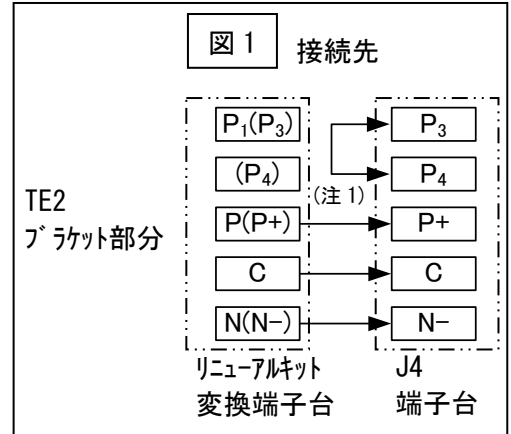 図1 接続先
P₁(P₃) P₃
(P₄) P₄
(注1)
TE2
ブラケット部分
P(P+) P+
C C
N(N−) N−
リニューアルキット
変換端子台
J4
端子台